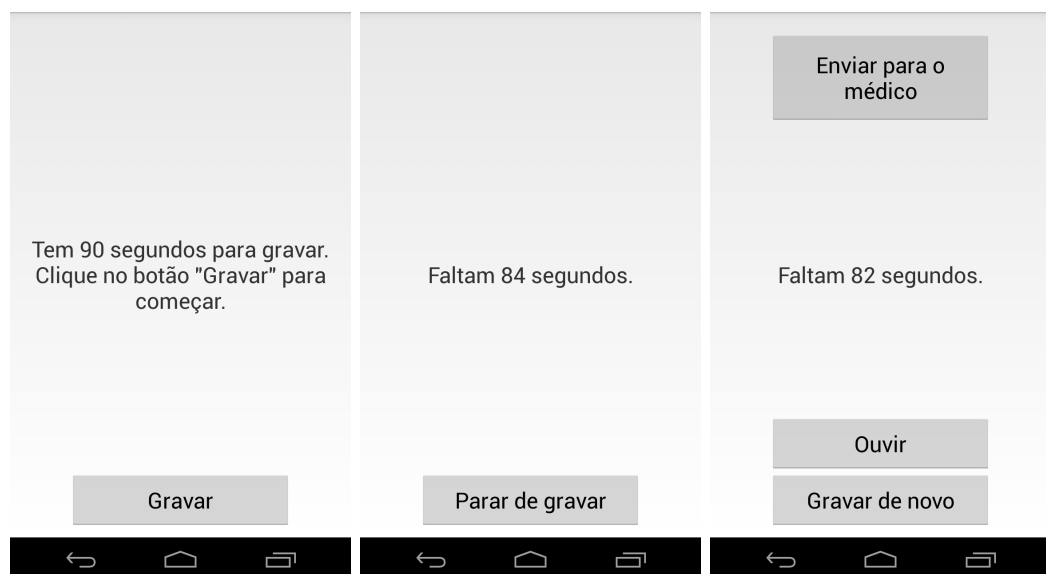 Tem 90 segundos para gravar.
Clique no botão "Gravar" para
começar.
Gravar
Faltam 84 segundos.
Parar de gravar
Enviar para o
médico
Faltam 82 segundos.
Ouvir
Gravar de novo